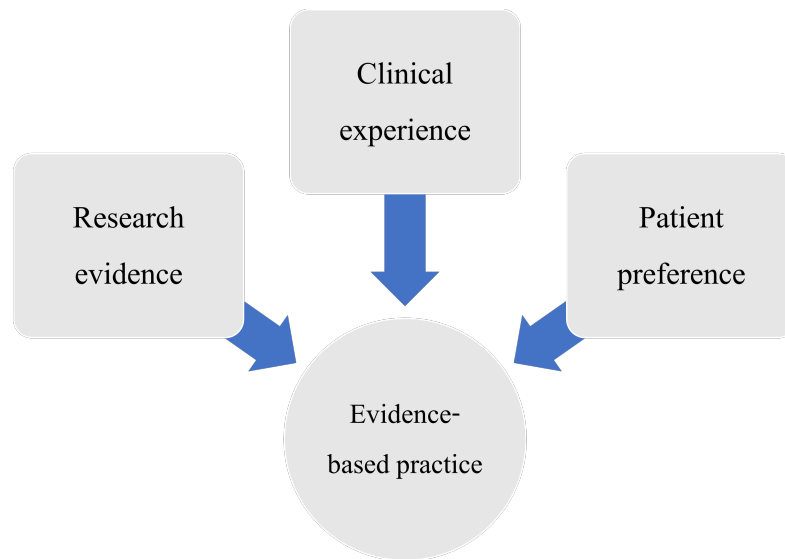 Clinical
experience
Research
evidence
Patient
preference
Evidence-
based practice